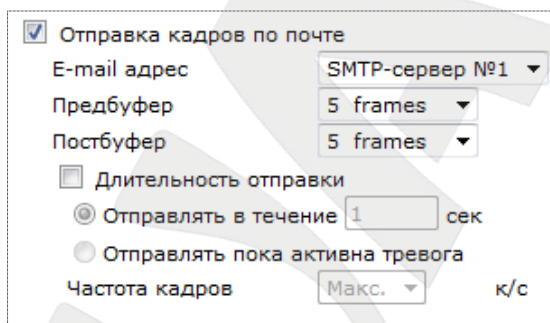 Отправка кадров по почте
E-mail адрес SMTP-сервер №1
Предбуфер 5 frames
Постбуфер 5 frames
Длительность отправки
Отправлять в течение 1 сек
Отправлять пока активна тревога
Частота кадров Макс. к/с